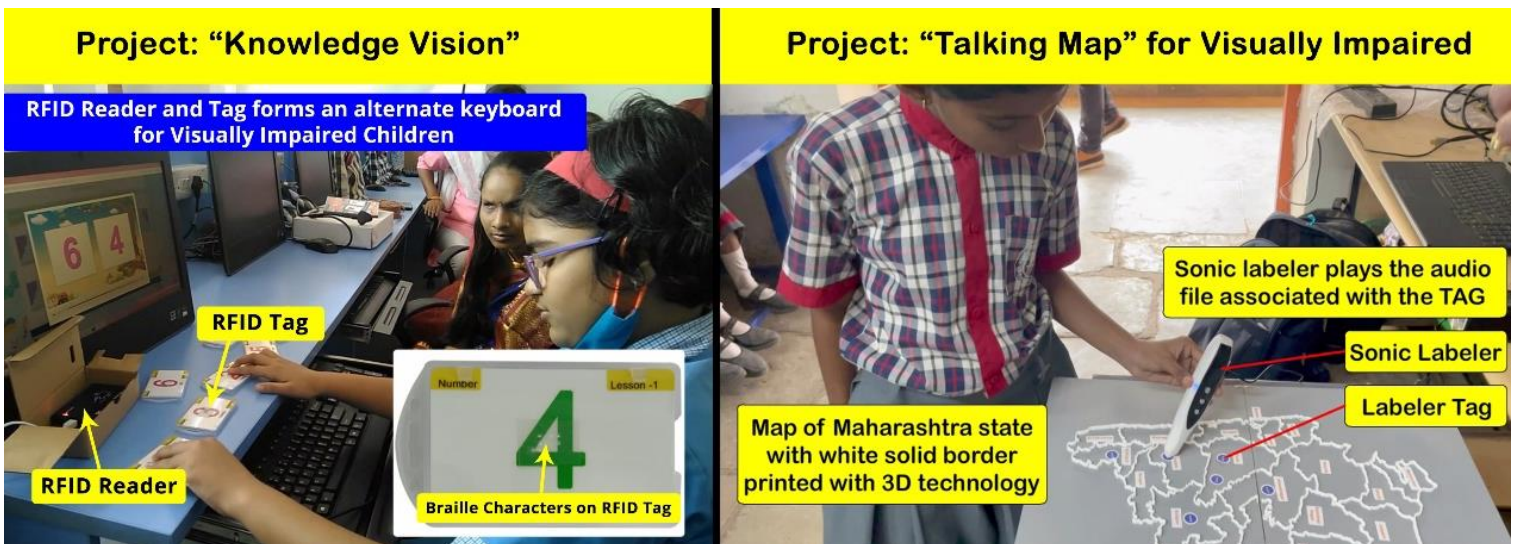 Project: “Knowledge Vision”
RFID Reader and Tag forms an alternate keyboard
for Visually Impaired Children
6 4
RFID Tag
6
3
RFID Reader
Number
Lesson -1
4
Braille Characters on RFID Tag
Project: “Talking Map” for Visually Impaired
Sonic labeler plays the audio
file associated with the TAG
Sonic Labeler
Labeler Tag
Map of Maharashtra state
with white solid border
printed with 3D technology